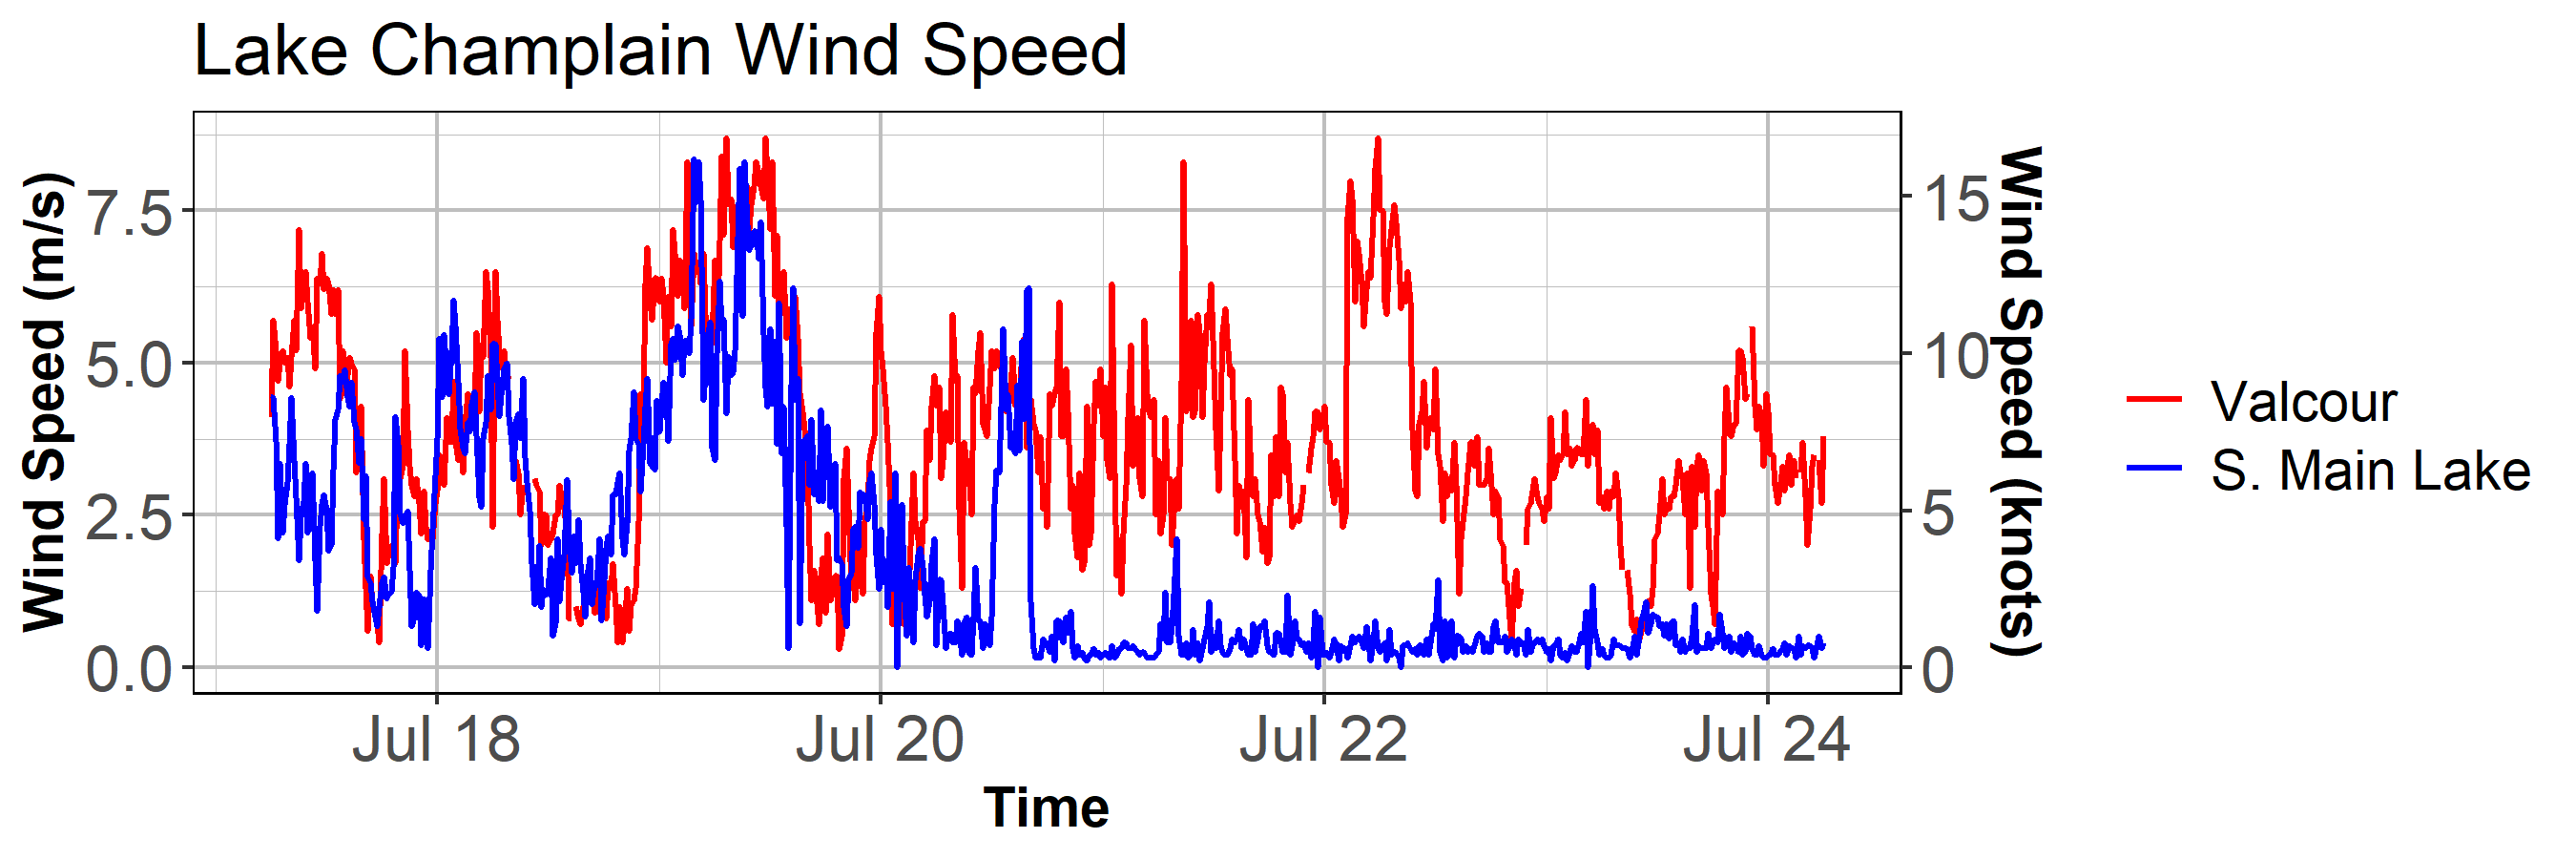 Lake Champlain Wind Speed
Wind Speed (m/s)
7.5
5.0
2.5
0.0
15
10
5
0
Wind Speed (knots)
Jul 18 Jul 20 Jul 22 Jul 24
Time
Valcour
S. Main Lake